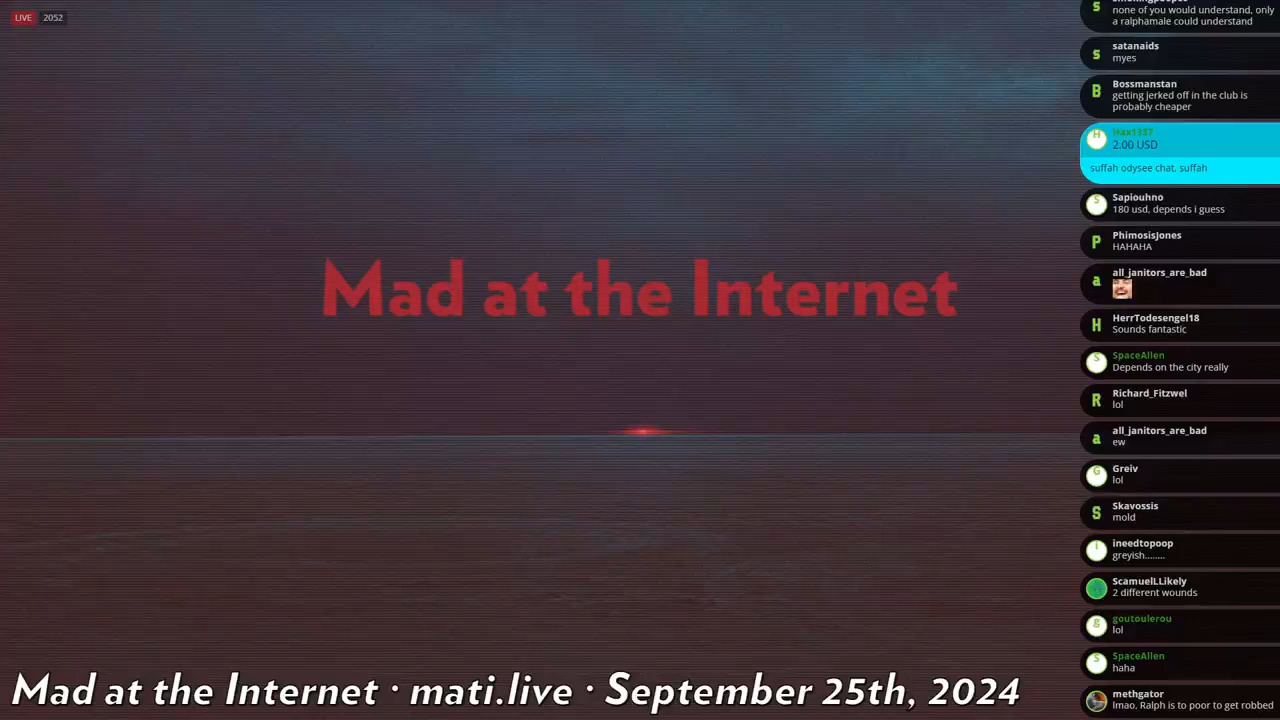 LIVE 2052
none of you would understand, only
a ralphamale could understand
satanaids
myes
Bossmanstan
getting jerked off in the club is
probably cheaper
Hax1337
2.00 USD
suffah odysee chat, suffah
Sapiouhno
180 usd, depends i guess
PhimosisJones
HAHAHA
all_janitors_are_bad
HerrTodesengel18
Sounds fantastic
SpaceAllen
Depends on the city really
Richard_Fitzwel
lol
all_janitors_are_bad
ew
Greiv
lol
Skavossis
mold
ineedtopoop
greyish........
ScamuelLLikely
2 different wounds
goutoulerou
lol
SpaceAllen
haha
methgator
lmao, Ralph is to poor to get robbed
Mad at the Internet
Mad at the Internet · mati.live · September 25th, 2024